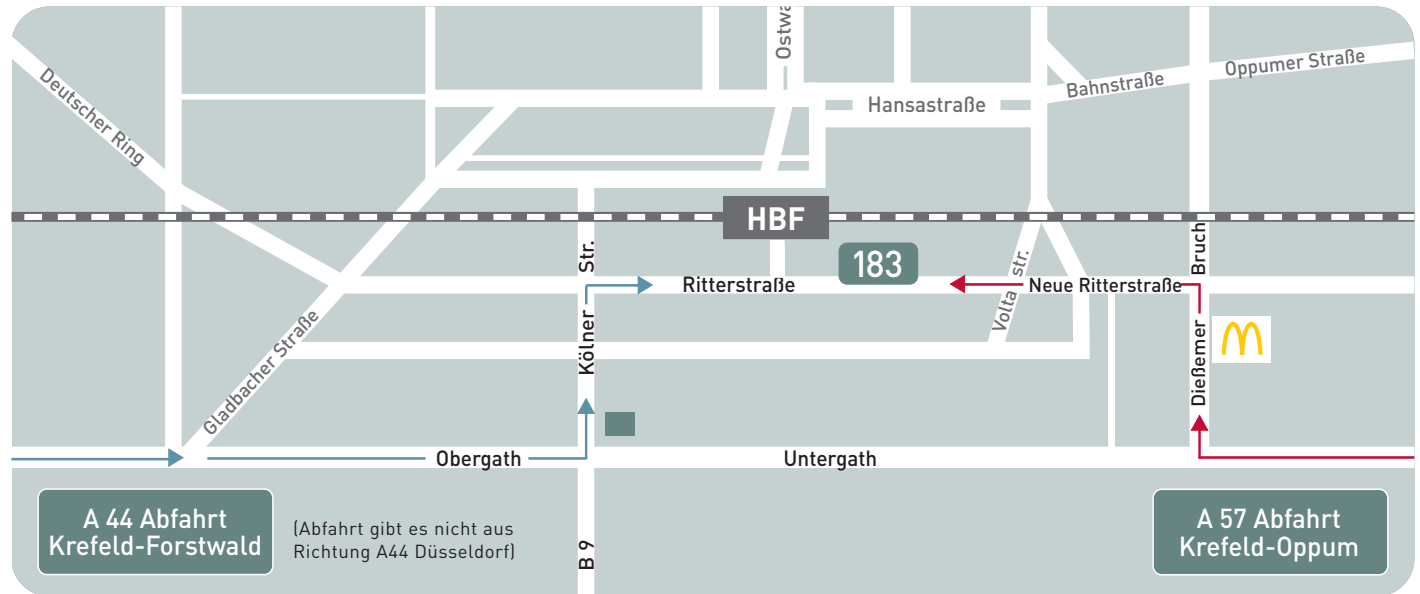 Ostwa
Deutscher Ring
Hansastraße
Bahnstraße
Oppumer Straße
HBF
183
Kölner Str.
Ritterstraße
Volta str.
Neue Ritterstraße
Dießemer Bruch
Gladbacher Straße
Obergath
Untergath
B 9
A 44 Abfahrt
Krefeld-Forstwald
(Abfahrt gibt es nicht aus
Richtung A44 Düsseldorf)
A 57 Abfahrt
Krefeld-Oppum